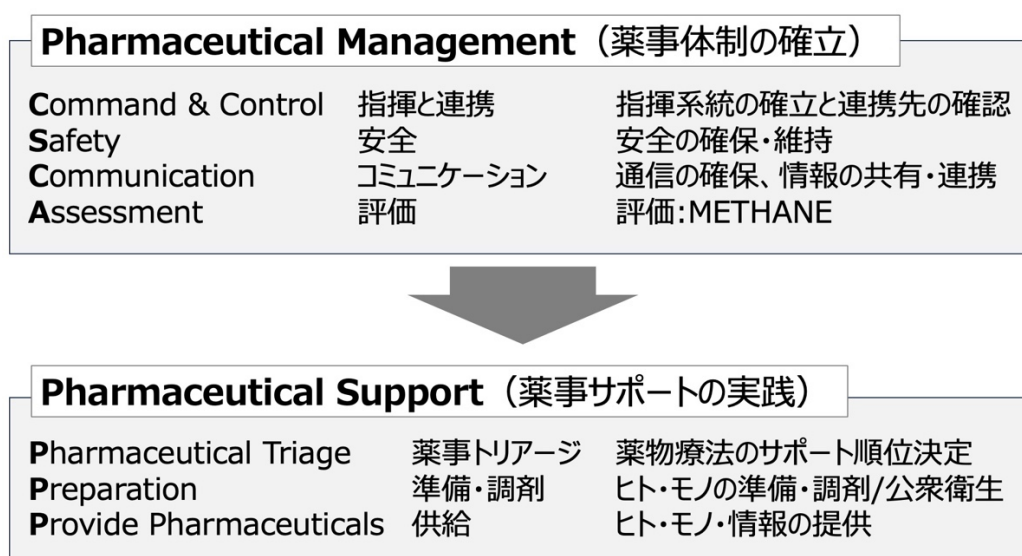 Pharmaceutical Management（薬事体制の確立）
Command & Control 指揮と連携 指揮系統の確立と連携先の確認
Safety 安全 安全の確保・維持
Communication コミュニケーション 通信の確保、情報の共有・連携
Assessment 評価 評価:METHANE
Pharmaceutical Support（薬事サポートの実践）
Pharmaceutical Triage 薬事トリアージ 薬物療法のサポート順位決定
Preparation 準備・調剤 ヒト・モノの準備・調剤/公衆衛生
Provide Pharmaceuticals 供給 ヒト・モノ・情報の提供